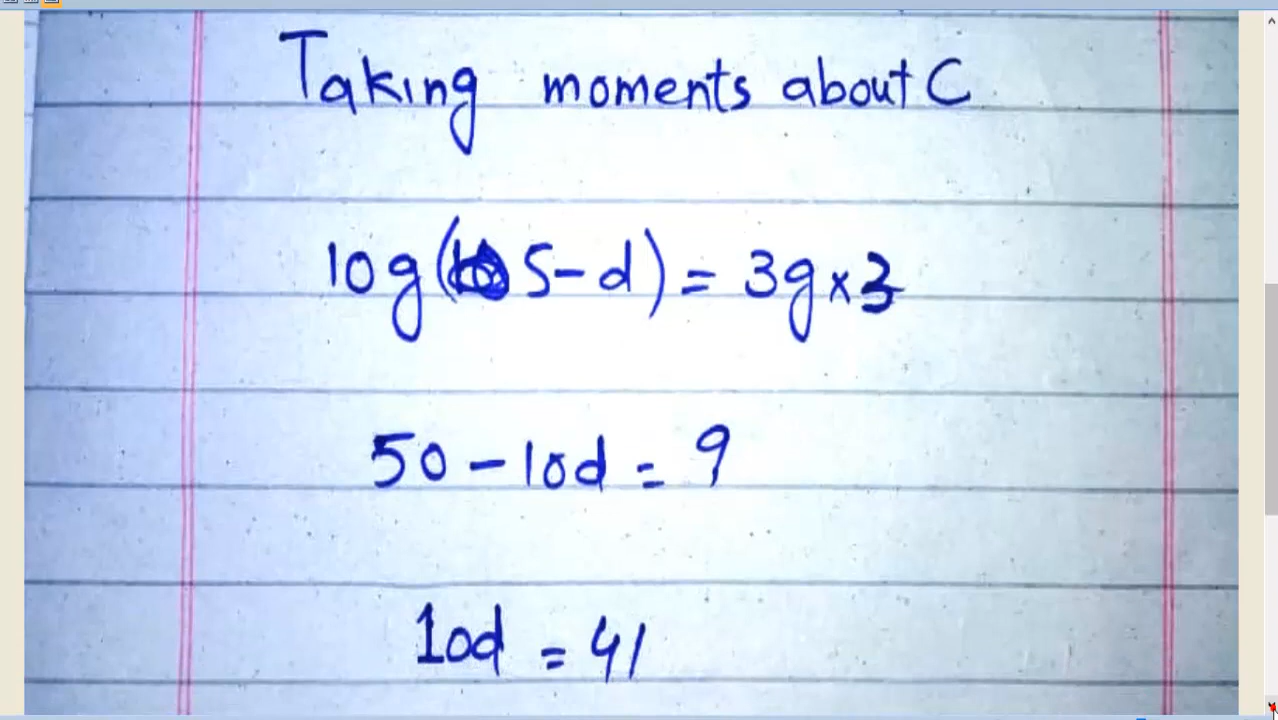 Taking moments about C
10g(5-d) = 3g×3
50-10d = 9
10d = 41